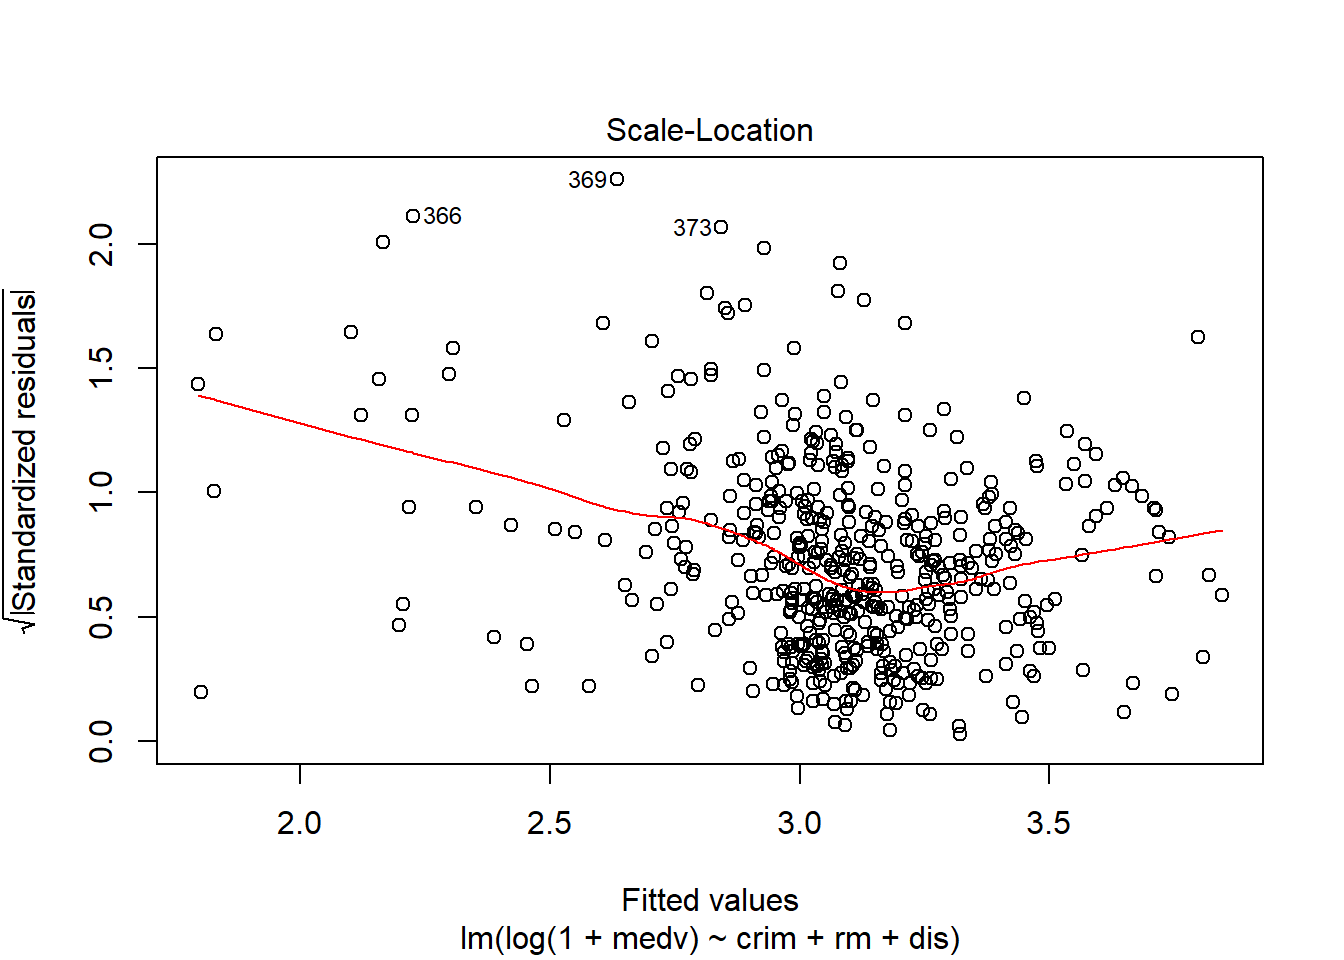 Scale-Location
369
366
373
√|Standardized residuals|
2.0
1.5
1.0
0.5
0.0
2.0 2.5 3.0 3.5
Fitted values
lm(log(1 + medv) ~ crim + rm + dis)